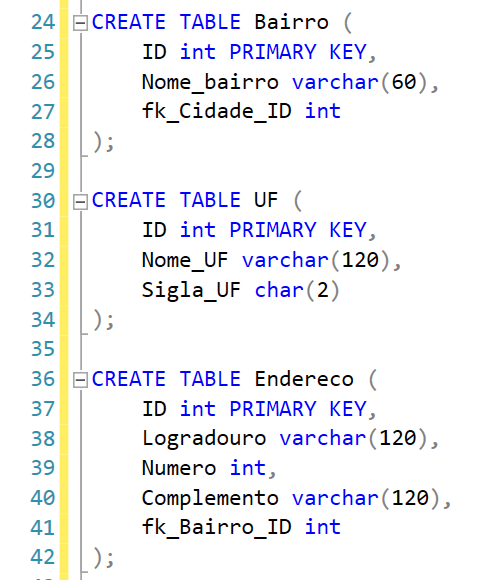 24 CREATE TABLE Bairro (
25 ID int PRIMARY KEY,
26 Nome_bairro varchar(60),
27 fk_Cidade_ID int
28 );
29
30 CREATE TABLE UF (
31 ID int PRIMARY KEY,
32 Nome_UF varchar(120),
33 Sigla_UF char(2)
34 );
35
36 CREATE TABLE Endereco (
37 ID int PRIMARY KEY,
38 Logradouro varchar(120),
39 Numero int,
40 Complemento varchar(120),
41 fk_Bairro_ID int
42 );